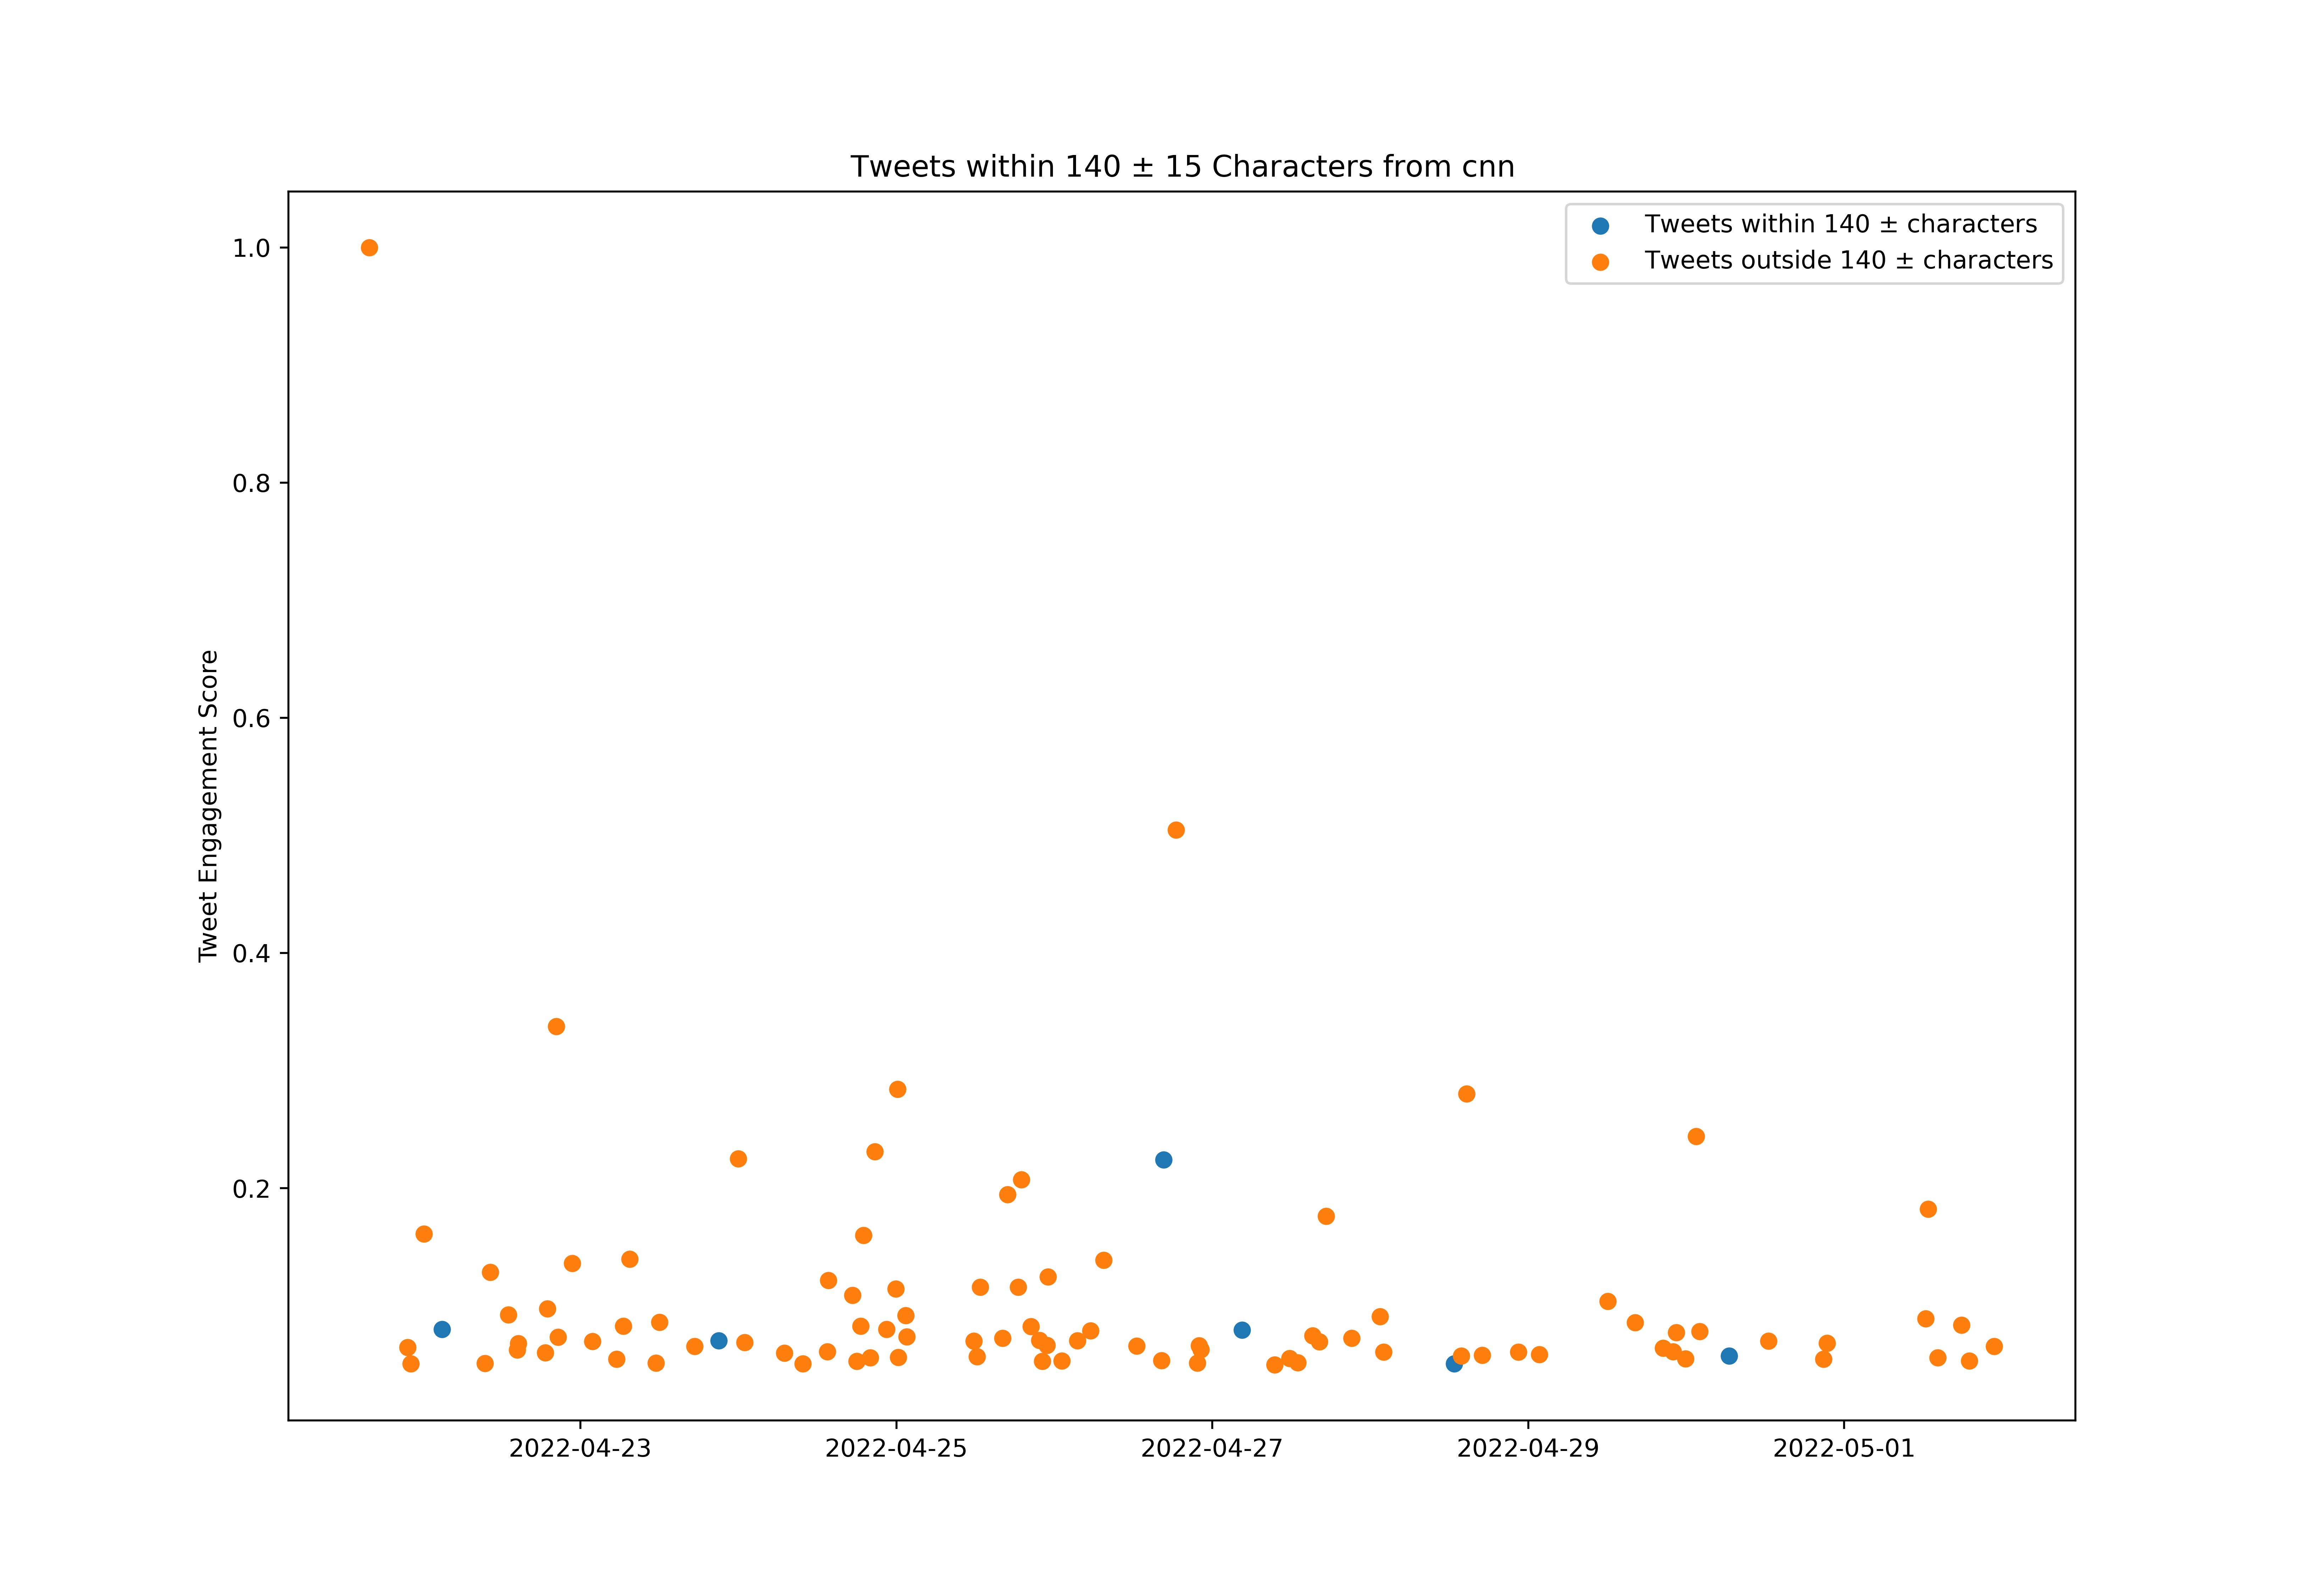 Tweets within 140 ± 15 Characters from cnn
Tweets within 140 ± characters
Tweets outside 140 ± characters
1.0
0.8
0.6
0.4
0.2
Tweet Engagement Score
2022-04-23
2022-04-25
2022-04-27
2022-04-29
2022-05-01